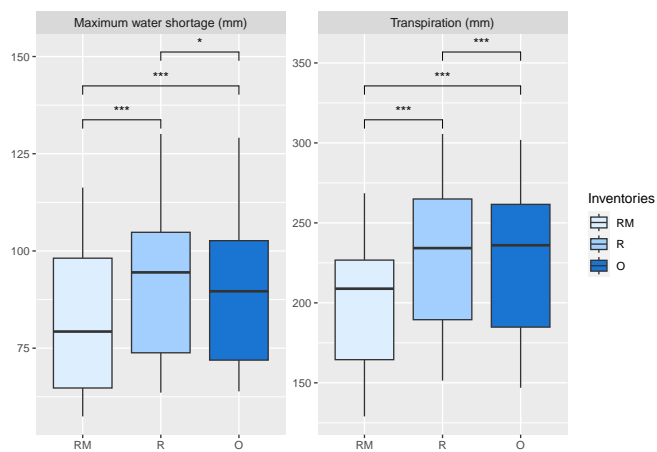 Maximum water shortage (mm)
Transpiration (mm)
150
125
100
75
*
***
***
RM
R
O
350
300
250
200
150
***
***
***
RM
R
O
Inventories
RM
R
O